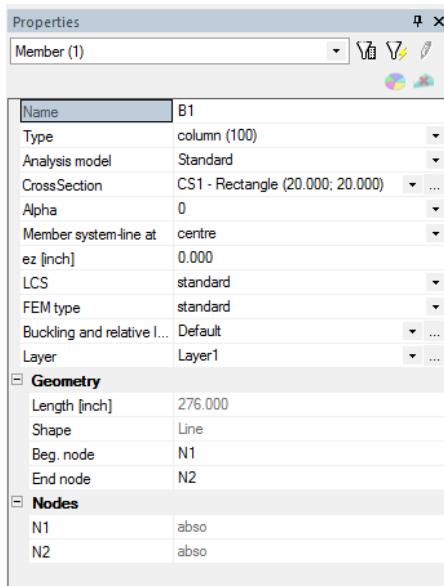 Properties
Member (1)
Name B1
Type column (100)
Analysis model Standard
CrossSection CS1 - Rectangle (20.000; 20.000)
Alpha 0
Member system-line at centre
ez [inch] 0.000
LCS standard
FEM type standard
Buckling and relative l... Default
Layer Layer1
Geometry
Length [inch] 276.000
Shape Line
Beg. node N1
End node N2
Nodes
N1 abso
N2 abso